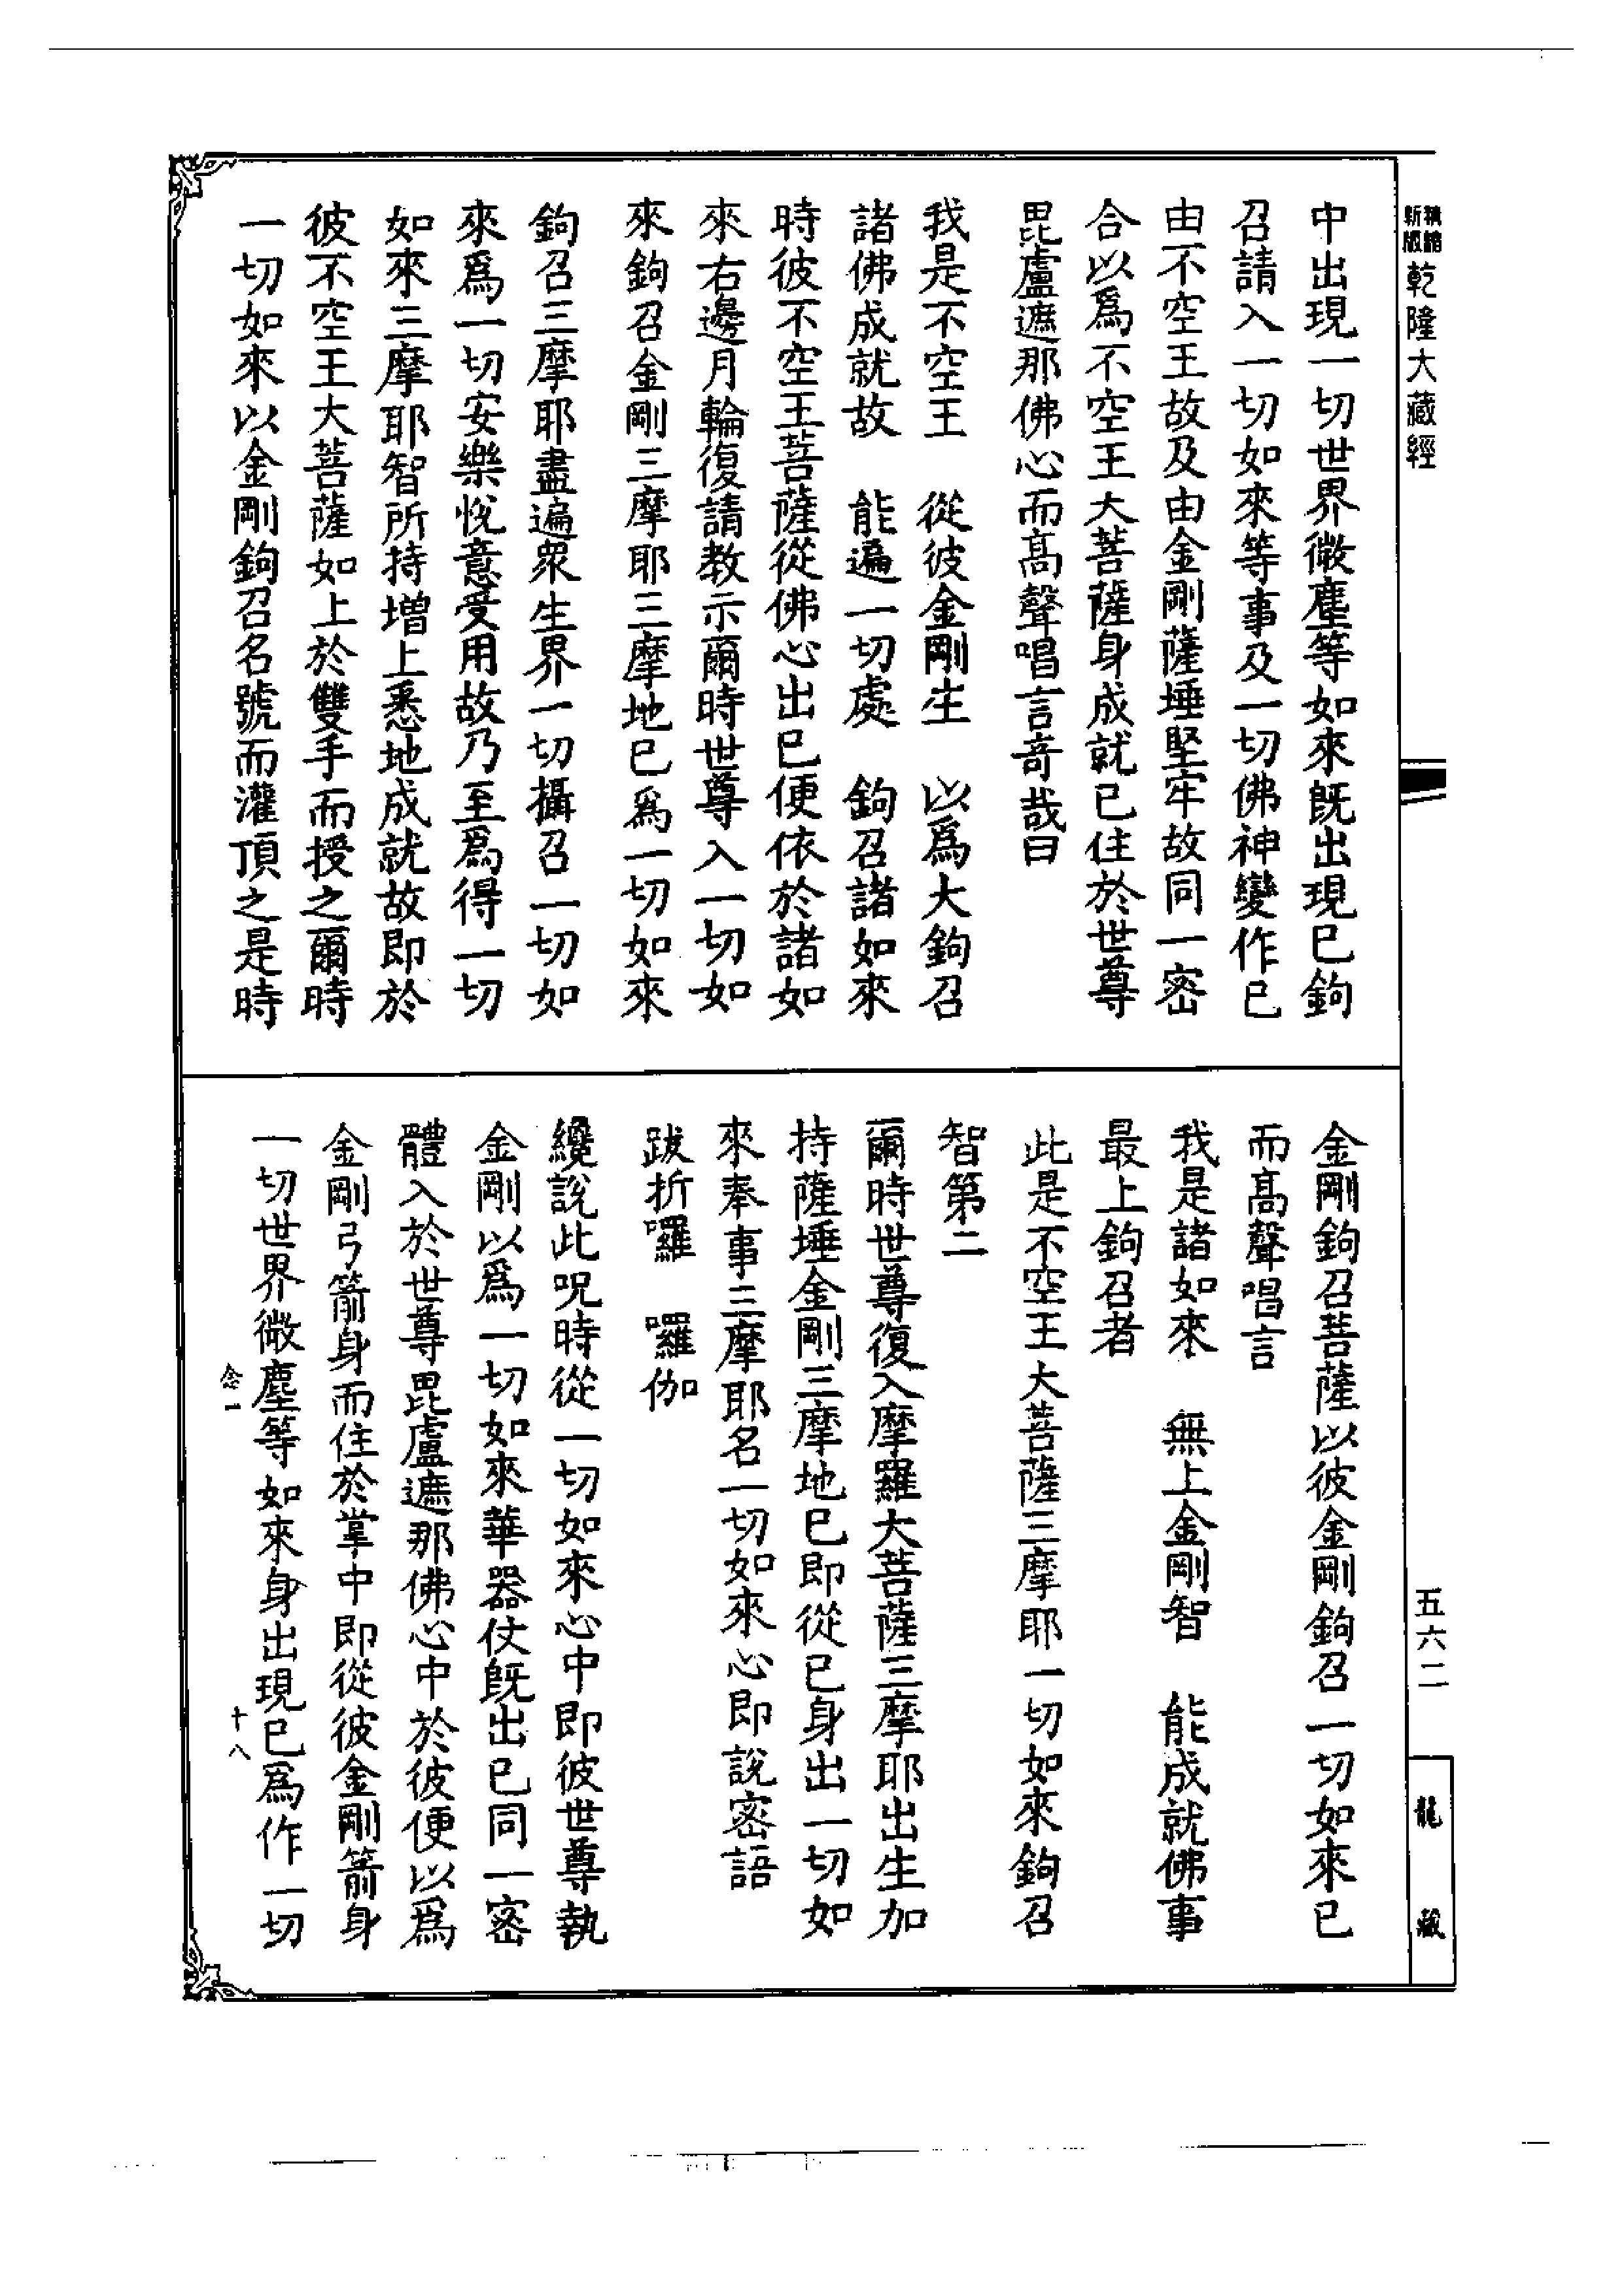 新版
精縮
乾隆大藏經
中出現一切世界微塵等如來旣出現已鉤
召請入一切如來等事及一切佛神變作已
由不空王故及由金剛薩埵堅牢故同一密
合以爲不空王大菩薩身成就已住於世尊
毘盧遮那佛心而高聲唱言奇哉曰
我是不空王　從彼金剛生　以爲大鉤召
諸佛成就故　能遍一切處　鉤召諸如來
時彼不空王菩薩從佛心出已便依於諸如
來右邊月輪復請教示爾時世尊入一切如
來鉤召金剛三摩耶三摩地已爲一切如來
鉤召三摩耶盡遍衆生界一切攝召一切如
來爲一切安樂悅意受用故乃至爲得一切
如來三摩耶智所持增上悉地成就故即於
彼不空王大菩薩如上於雙手而授之爾時
一切如來以金剛鉤召名號而灌頂之是時
金剛鉤召菩薩以彼金剛鉤召一切如來已
而高聲唱言
我是諸如來　無上金剛智　能成就佛事
最上鉤召者
此是不空王大菩薩三摩耶一切如來鉤召
智第二
爾時世尊復入摩羅大菩薩三摩耶出生加
持薩埵金剛三摩地已即從已身出一切如
來奉事三摩耶名一切如來心即說密語
跋折囉　囉伽
纔說此呪時從一切如來心中即彼世尊執
金剛以爲一切如來華器仗旣出已同一密
體入於世尊毘盧遮那佛心中於彼便以爲
金剛弓箭身而住於掌中即從彼金剛箭身
一切世界微塵等如來身出現已爲作一切
念一
十八
五六二
龍藏